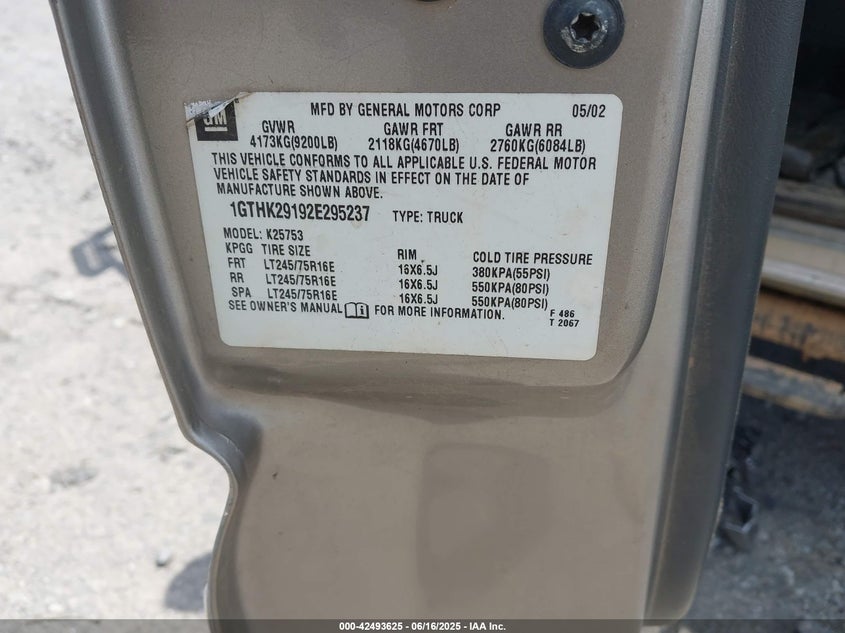 GM
MFD BY GENERAL MOTORS CORP 05/02
GVWR GAWR FRT GAWR RR
4173KG(9200LB) 2118KG(4670LB) 2760KG(6084LB)
THIS VEHICLE CONFORMS TO ALL APPLICABLE U.S. FEDERAL MOTOR
VEHICLE SAFETY STANDARDS IN EFFECT ON THE DATE OF
MANUFACTURE SHOWN ABOVE.
1GTHK29192E295237 TYPE: TRUCK
MODEL: K25753
KPGG TIRE SIZE RIM COLD TIRE PRESSURE
FRT LT245/75R16E 16X6.5J 380KPA(55PSI)
RR LT245/75R16E 16X6.5J 550KPA(80PSI)
SPA LT245/75R16E 16X6.5J 550KPA(80PSI)
SEE OWNER'S MANUAL FOR MORE INFORMATION. F 486
T 2067
000-42493625 - 06/16/2025 - IAA Inc.